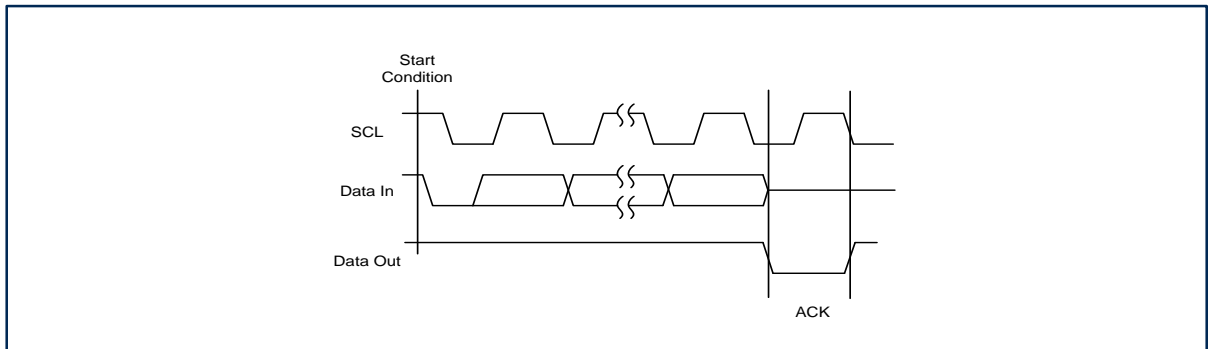 Start
Condition
SCL
Data In
Data Out
ACK